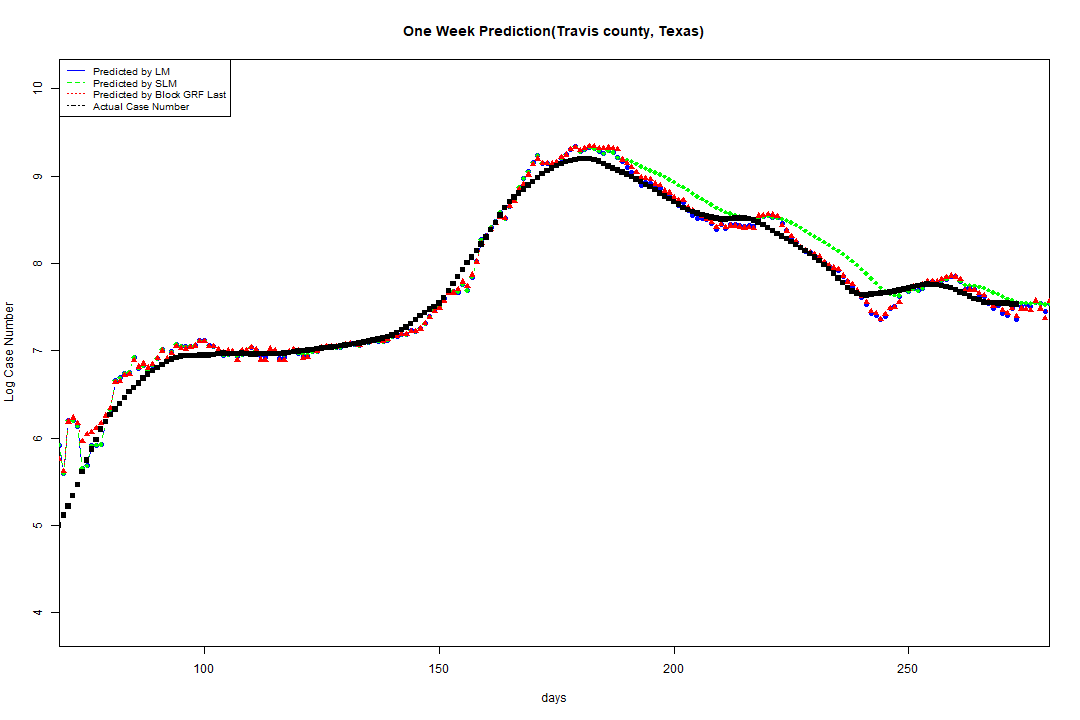 One Week Prediction(Travis county, Texas)
Predicted by LM
Predicted by SLM
Predicted by Block GRF Last
Actual Case Number
10
9
8
7
6
5
4
Log Case Number
100 150 200 250
days